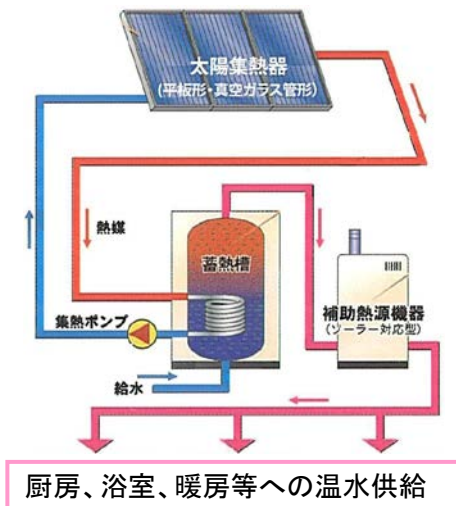 太陽集熱器
(平板形・真空ガラス管形)
熱媒
蓄熱槽
集熱ポンプ
補助熱源機器
(ソーラー対応型)
給水
厨房、浴室、暖房等への温水供給